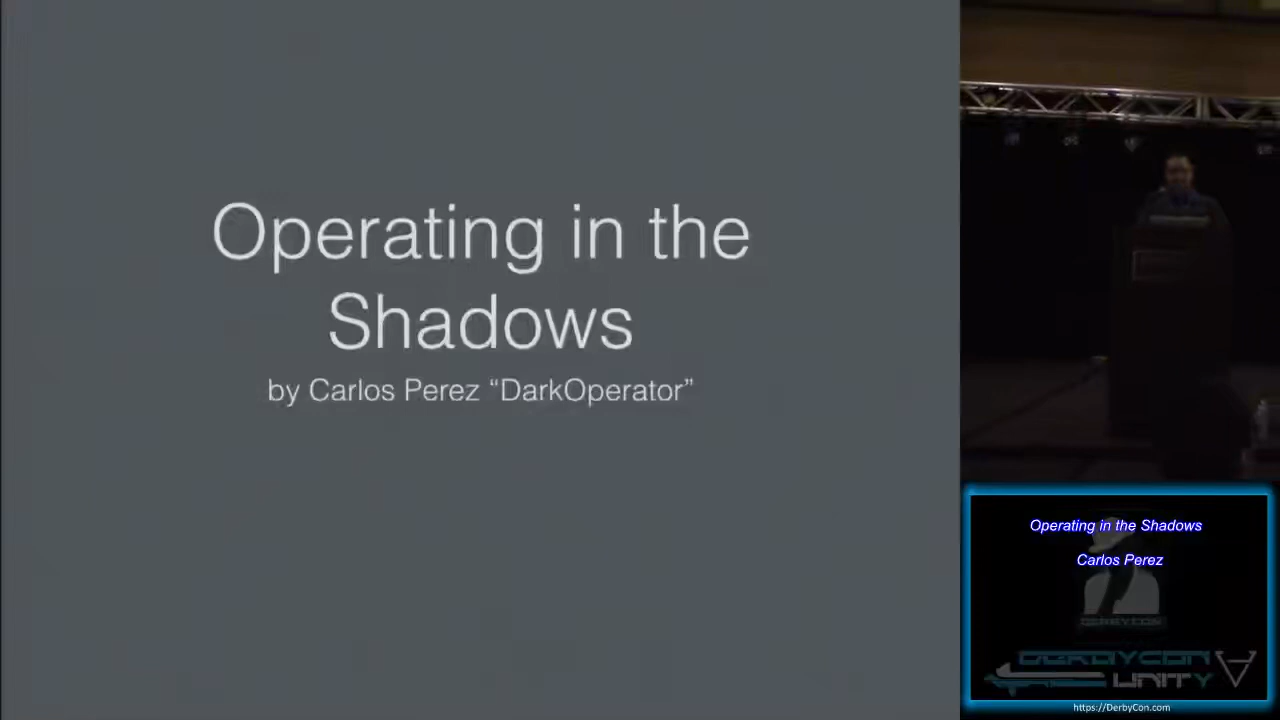 Operating in the
Shadows
by Carlos Perez “DarkOperator”
Operating in the Shadows
Carlos Perez
DERBYCON
DERBYCON
UNITY
https://DerbyCon.com